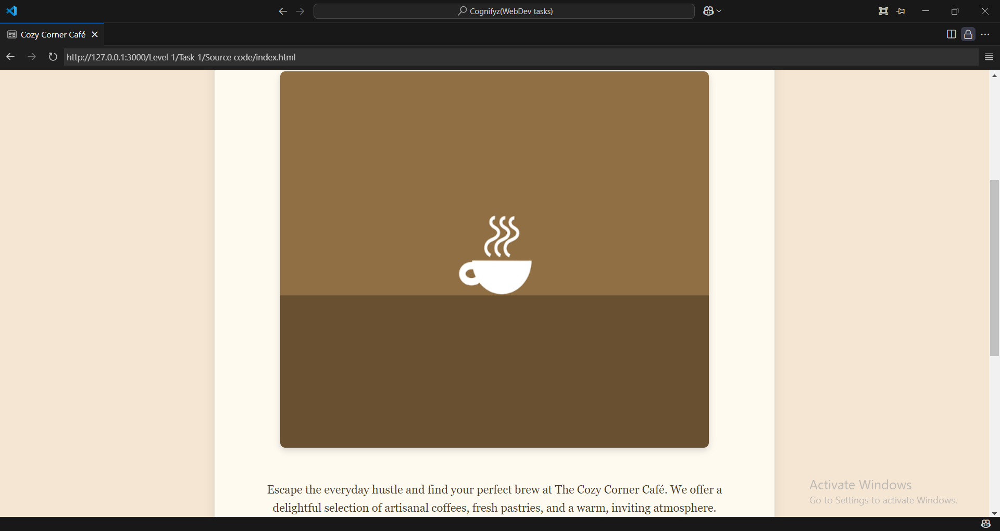 Cognifyz(WebDev tasks)
Cozy Corner Café
http://127.0.0.1:3000/Level 1/Task 1/Source code/index.html
Escape the everyday hustle and find your perfect brew at The Cozy Corner Café. We offer a
delightful selection of artisanal coffees, fresh pastries, and a warm, inviting atmosphere.
Activate Windows
Go to Settings to activate Windows.